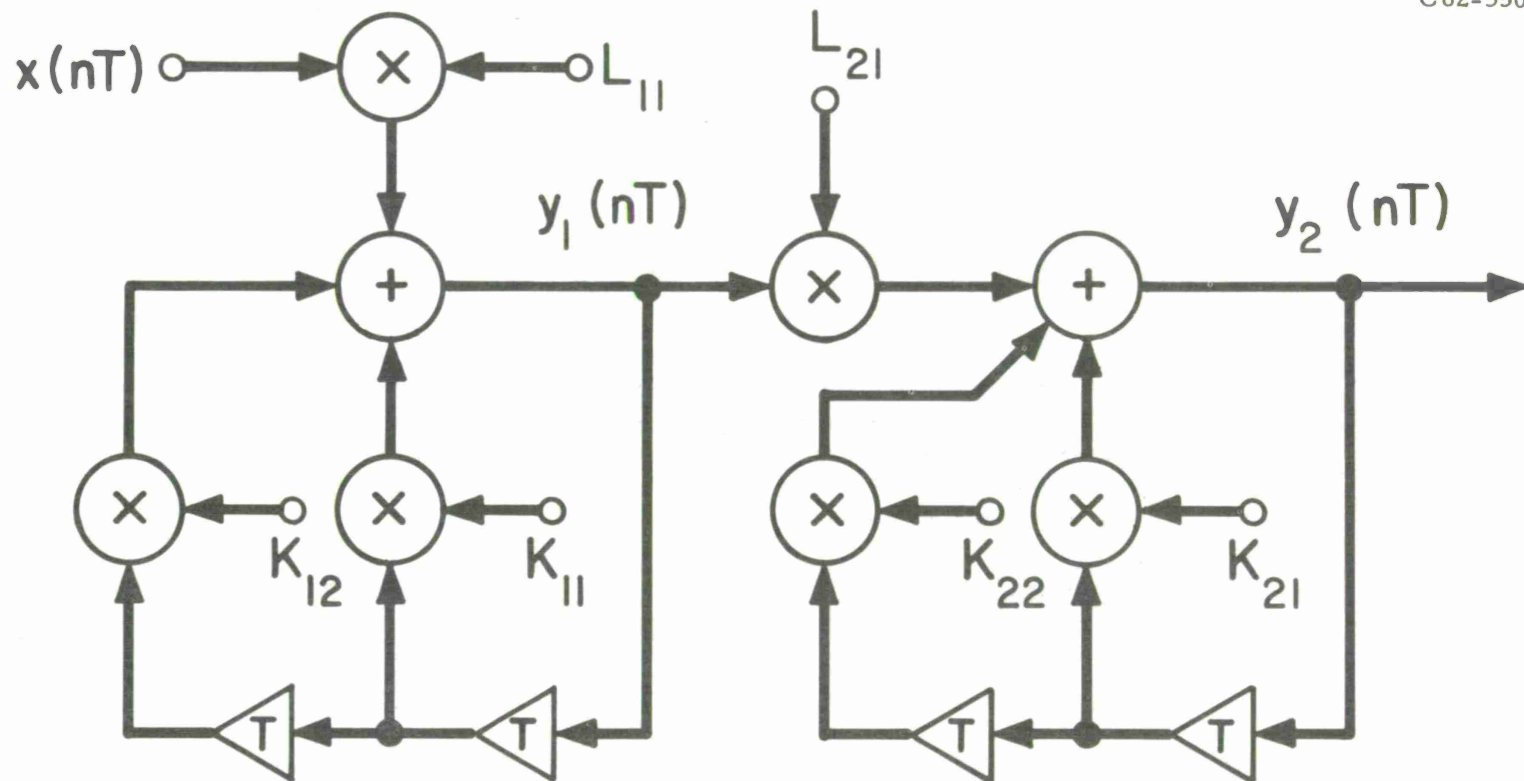 x(nT)
L₁₁
L₂₁
y₁ (nT)
y₂ (nT)
×
×
+
×
+
×
K₁₂
×
K₁₁
×
K₂₂
×
K₂₁
T
T
T
T